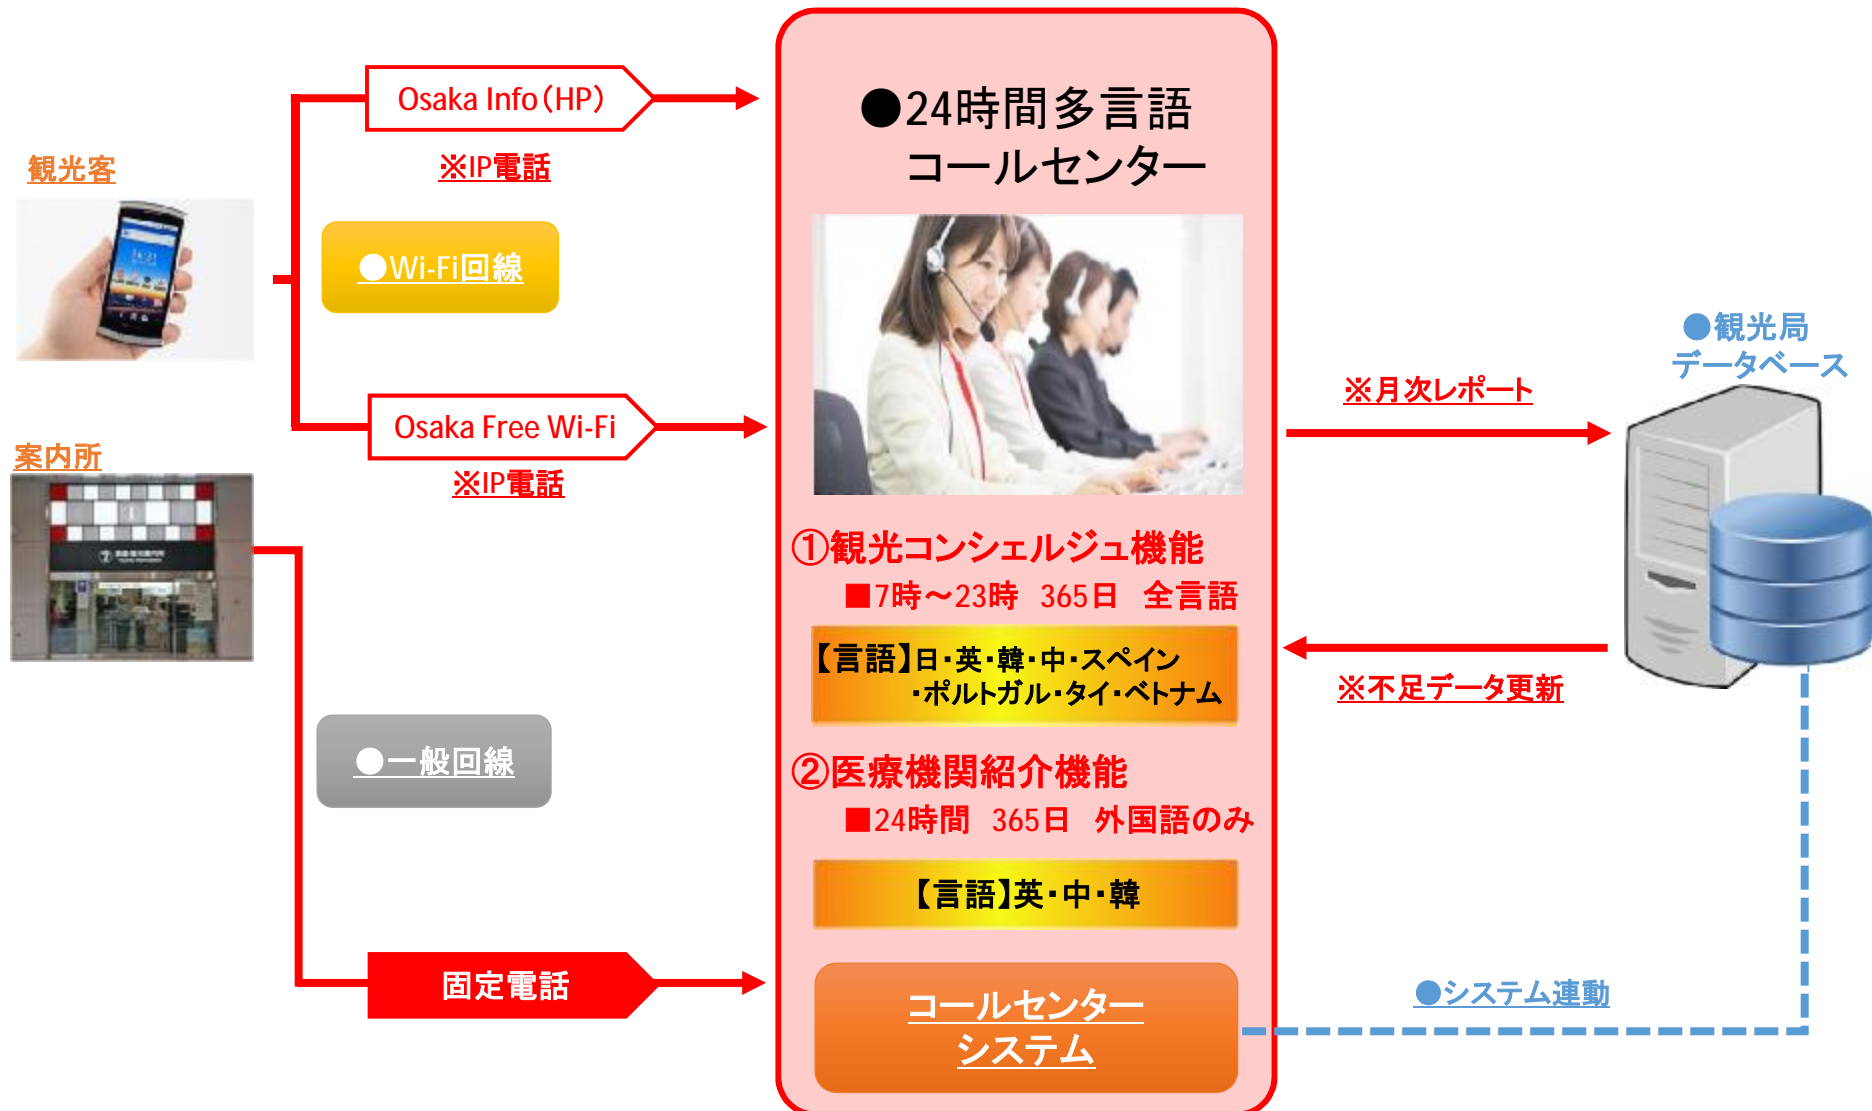 観光客
Osaka Info（HP）
※IP電話
●Wi-Fi回線
Osaka Free Wi-Fi
※IP電話
案内所
●一般回線
固定電話
●24時間多言語
コールセンター
①観光コンシェルジュ機能
■7時～23時　365日　全言語
【言語】日・英・韓・中・スペイン
・ポルトガル・タイ・ベトナム
②医療機関紹介機能
■24時間　365日　外国語のみ
【言語】英・中・韓
コールセンター
システム
※月次レポート
●観光局
データベース
※不足データ更新
●システム連動